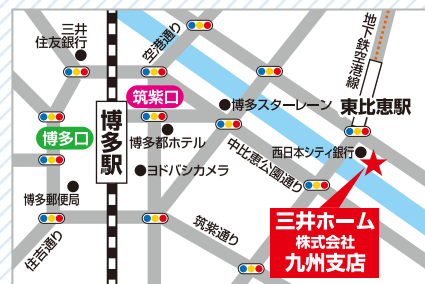 三井
住友銀行
空港通り
地下鉄空港線
筑紫口
博多スターレーン
東比恵駅
博多口
博多駅
博多都ホテル
中比恵公園通り
西日本シティ銀行
ヨドバシカメラ
博多郵便局
住吉通り
筑紫通り
三井ホーム
株式会社
九州支店